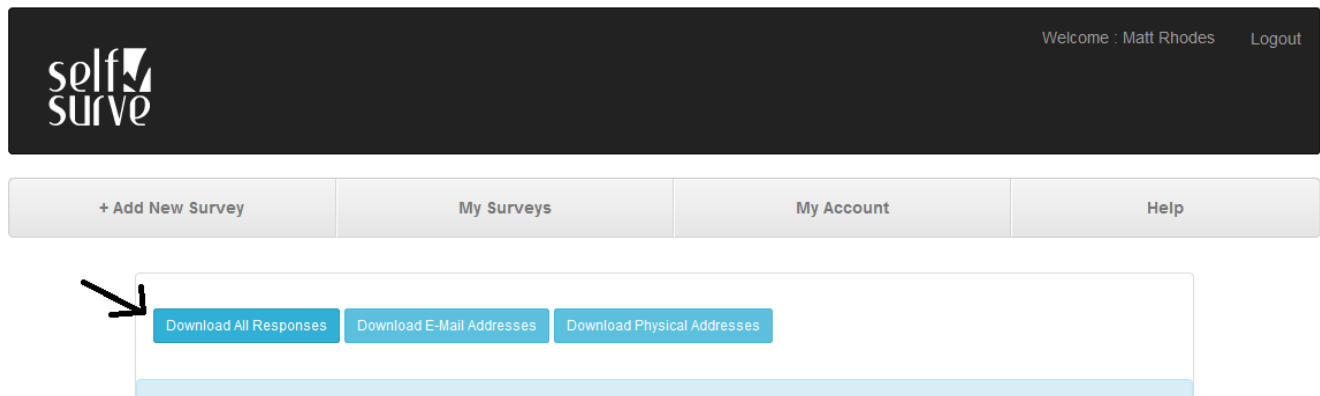 Welcome : Matt Rhodes Logout
self
surve
+ Add New Survey My Surveys My Account Help
Download All Responses Download E-Mail Addresses Download Physical Addresses